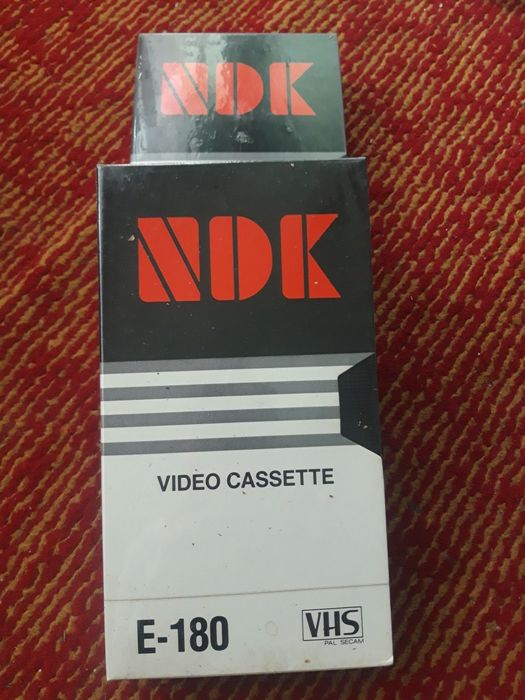 NDK
NDK
VIDEO CASSETTE
E-180
VHS
PAL SECAM